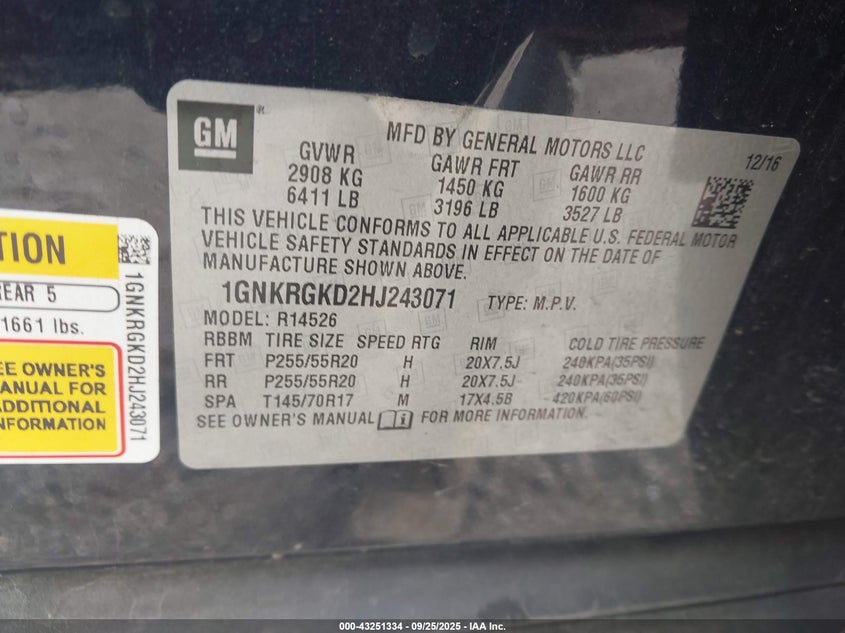 GM
®
MFD BY GENERAL MOTORS LLC
GVWR GAWR FRT GAWR RR 12/16
2908 KG 1450 KG 1600 KG
6411 LB 3196 LB 3527 LB
THIS VEHICLE CONFORMS TO ALL APPLICABLE U.S. FEDERAL MOTOR
VEHICLE SAFETY STANDARDS IN EFFECT ON THE DATE OF
MANUFACTURE SHOWN ABOVE.
1GNKRGKD2HJ243071 TYPE: M.P.V.
MODEL: R14526
RBBM TIRE SIZE SPEED RTG RIM COLD TIRE PRESSURE
FRT P255/55R20 H 20X7.5J 240KPA(35PSI)
RR P255/55R20 H 20X7.5J 240KPA(35PSI)
SPA T145/70R17 M 17X4.5B 420KPA(60PSI)
SEE OWNER'S MANUAL FOR MORE INFORMATION.
TION
REAR 5
1661 lbs.
EE OWNER'S
ANUAL FOR
ADDITIONAL
NFORMATION
1GNKRGKD2HJ243071
000-43251334 | 09/25/2025 - IAA Inc.